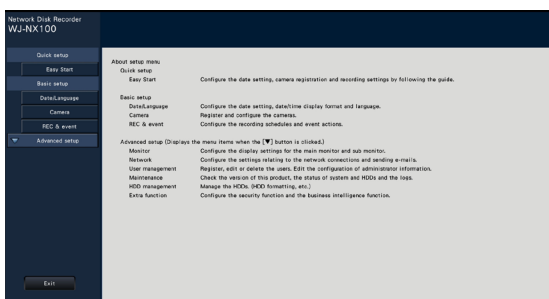 Network Disk Recorder
WJ-NX100
Quick setup
Easy Start
Basic setup
Date/Language
Camera
REC & event
▼ Advanced setup
Exit
About setup menu
Quick setup
Easy Start Configure the date setting, camera registration and recording settings by following the guide.
Basic setup
Date/Language Configure the date setting, date/time display format and language.
Camera Register and configure the cameras.
REC & event Configure the recording schedules and event actions.
Advanced setup (Displays the menu items when the [▼] button is clicked.)
Monitor Configure the display settings for the main monitor and sub monitor.
Network Configure the settings relating to the network connections and sending e-mails.
User management Register, edit or delete the users. Edit the configuration of administrator information.
Maintenance Check the version of this product, the status of system and HDDs and the logs.
HDD management Manage the HDDs. (HDD formatting, etc.)
Extra function Configure the security function and the business intelligence function.